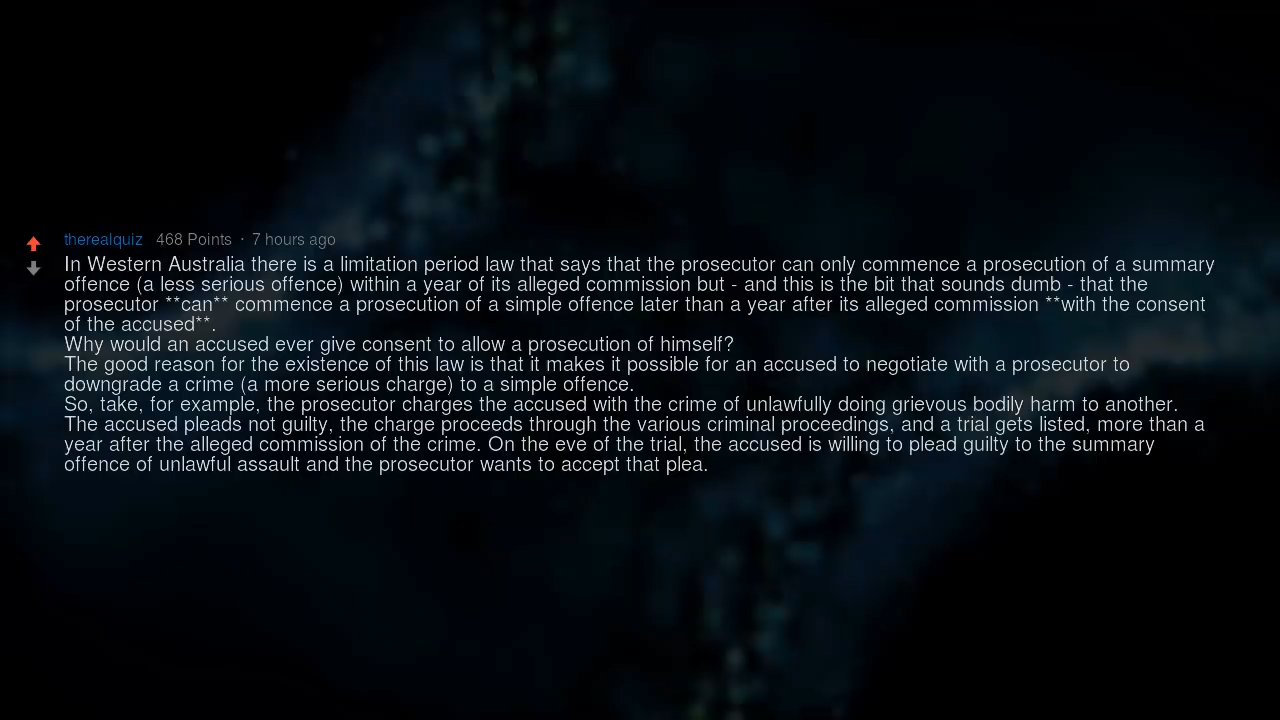 therealquiz 468 Points · 7 hours ago
In Western Australia there is a limitation period law that says that the prosecutor can only commence a prosecution of a summary
offence (a less serious offence) within a year of its alleged commission but - and this is the bit that sounds dumb - that the
prosecutor **can** commence a prosecution of a simple offence later than a year after its alleged commission **with the consent
of the accused**.
Why would an accused ever give consent to allow a prosecution of himself?
The good reason for the existence of this law is that it makes it possible for an accused to negotiate with a prosecutor to
downgrade a crime (a more serious charge) to a simple offence.
So, take, for example, the prosecutor charges the accused with the crime of unlawfully doing grievous bodily harm to another.
The accused pleads not guilty, the charge proceeds through the various criminal proceedings, and a trial gets listed, more than a
year after the alleged commission of the crime. On the eve of the trial, the accused is willing to plead guilty to the summary
offence of unlawful assault and the prosecutor wants to accept that plea.